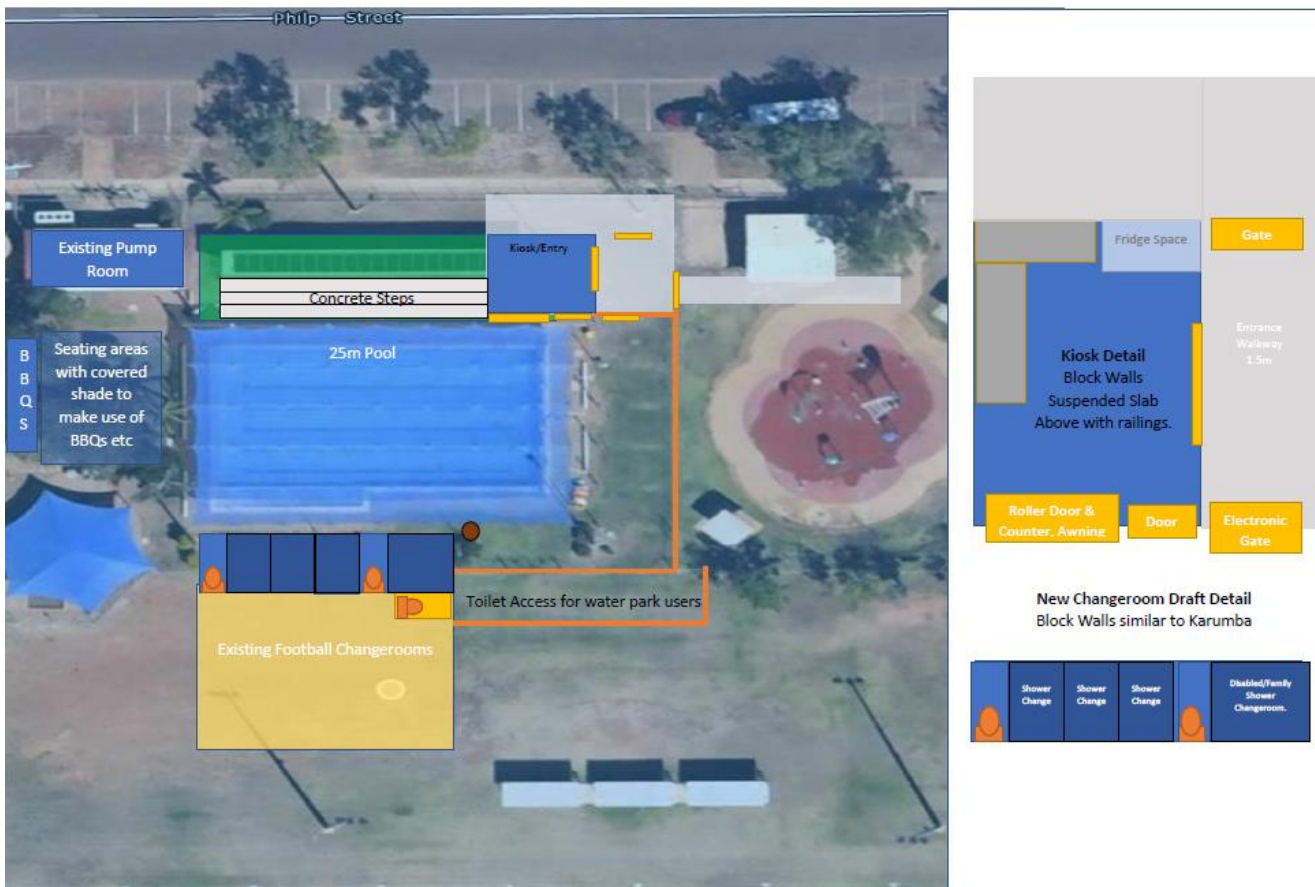 Philp Street
Existing Pump
Room
Kiosk/Entry
Concrete Steps
B
B
Q
S
Seating areas
with covered
shade to
make use of
BBQs etc
25m Pool
Toilet Access for water park users
Existing Football Changerooms
Fridge Space
Gate
Entrance
Walkway
1.5m
Kiosk Detail
Block Walls
Suspended Slab
Above with railings.
Roller Door &
Counter, Awning
Door
Electronic
Gate
New Changeroom Draft Detail
Block Walls similar to Karumba
Shower
Change
Shower
Change
Shower
Change
Disabled/Family
Shower
Changeroom.